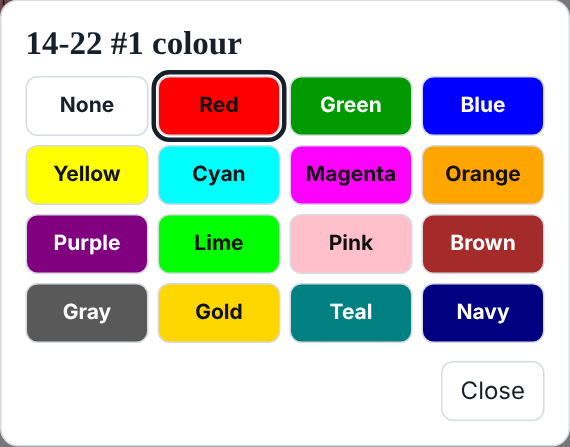 14-22 #1 colour
None Red Green Blue
Yellow Cyan Magenta Orange
Purple Lime Pink Brown
Gray Gold Teal Navy
Close